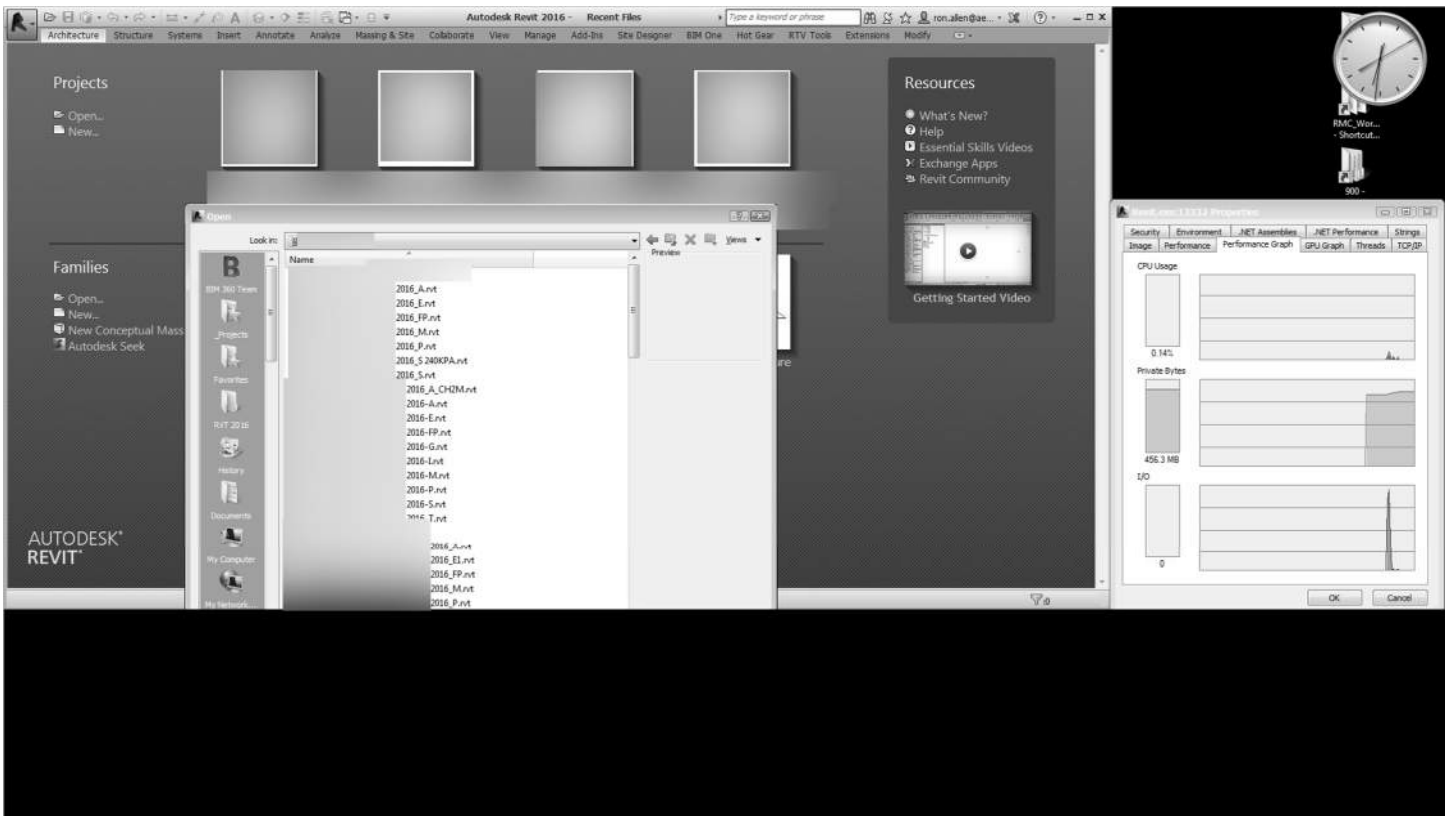 Autodesk Revit 2016 - Recent Files
Type a keyword or phrase
ron.allen@ae...
Architecture Structure Systems Insert Annotate Analyze Massing & Site Collaborate View Manage Add-Ins Site Designer BIM One Hot Gear RTV Tools Extensions Modify
Projects
Open...
New...
Families
Open...
New...
New Conceptual Mass
Autodesk Seek
AUTODESK®
REVIT®
Resources
What's New?
Help
Essential Skills Videos
Exchange Apps
Revit Community
Getting Started Video
Open
Look in:
Views
Name
Preview
BIM 360 Team
_Projects
Favorites
RVT 2016
History
Documents
My Computer
My Network...
2016_A.rvt
2016_E.rvt
2016_FP.rvt
2016_M.rvt
2016_P.rvt
2016_S 240KPA.rvt
2016_S.rvt
2016_A_CH2M.rvt
2016-A.rvt
2016-E.rvt
2016-FP.rvt
2016-G.rvt
2016-I.rvt
2016-M.rvt
2016-P.rvt
2016-S.rvt
2016_T.rvt
2016_A.rvt
2016_E1.rvt
2016_FP.rvt
2016_M.rvt
2016_P.rvt
ure
:0
RMC_Wor...
- Shortcut...
900 -
Properties
Security Environment .NET Assemblies .NET Performance Strings
Image Performance Performance Graph GPU Graph Threads TCP/IP
CPU Usage
0.14%
Private Bytes
456.3 MB
I/O
0
OK Cancel